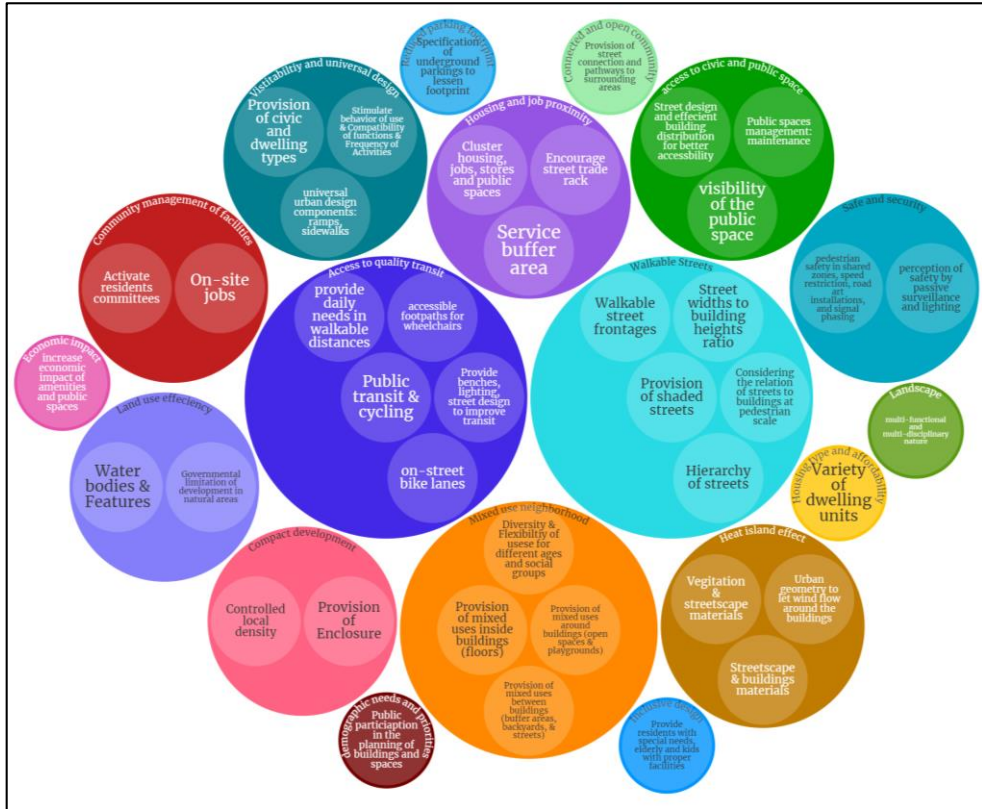 Reduced parking footprint
Specification
of
underground
parkings to
lessen
footprint
Connected and open community
Provision of
street
connection and
pathways to
surrounding
areas
Vistitabiltiy and universal design
Provision
of civic
and
dwelling
types
Stimulate
behavior of use
& Compatibility
of functions &
Frequency of
Activities
universal
urban design
components:
ramps,
sidewalks
Housing and job proximity
Cluster
housing,
jobs, stores
and public
spaces
Encourage
street trade
rack
Service
buffer
area
access to civic and public space
Street design
and effecient
building
distribution
for better
accessbility
Public spaces
management:
maintenance
visibility
of the
public
space
Community management of facilities
Activate
residents
committees
On-site
jobs
Safe and security
pedestrian
safety in shared
zones, speed
restriction, road
art
installations,
and signal
phasing
perception of
safety by
passive
surveillance
and lighting
Access to quality transit
provide
daily needs
in
walkable
distances
accessible
footpaths for
wheelchairs
Public
transit &
cycling
Provide
benches,
lighting,
street design
to improve
transit
on-street
bike lanes
Walkable Streets
Walkable
street
frontages
Street
widths to
building
heights
ratio
Provision
of shaded
streets
Considering
the relation
of streets to
buildings at
pedestrian
scale
Hierarchy
of streets
Economic impact
increase
economic
impact of
amenities
and public
spaces
Land use effeciency
Water
bodies &
Features
Governmental
limitation of
development in
natural areas
Landscape
multi-functional
and
multi-disciplinary
nature
Housing type and affordability
Variety
of
dwelling
units
Compact development
Controlled
local
density
Provision
of
Enclosure
Mixed use neighborhood
Diversity &
Flexibiltiy of
usese for
different ages
and social
groups
Provision
of mixed
uses inside
buildings
(floors)
Provision of
mixed uses
around
buildings (open
spaces &
playgrounds)
Provision of
mixed uses
between
buildings
(buffer areas,
backyards, &
streets)
Heat island effect
Vegitation &
streetscape
materials
Urban
geometry to
let wind flow
around the
buildings
Streetscape
& buildings
materials
demographic needs and priorities
Public
particiaption in
the planning
of buildings
and spaces
Inclusive design
Provide
residents with
special needs,
elderly and kids
with proper
facilities